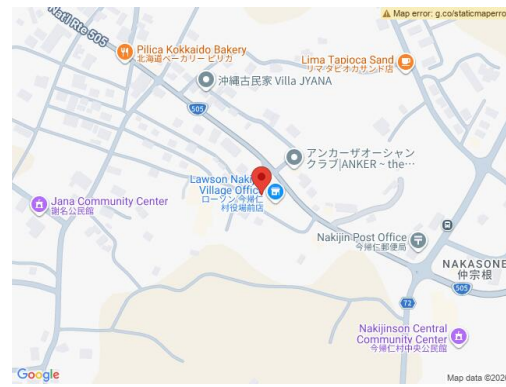 Map error: g.co/staticmaperro
Nat'l Rte 505
Pilica Kokkaido Bakery
北海道ベーカリー ピリカ
Lima Tapioca Sand
リマ・タピオカサンド店
沖縄古民家 Villa JYANA
505
アンカーザオーシャン
クラブ|ANKER ~ the…
Lawson Naki
Village Offic
ローソン 今帰仁
村役場前店
Jana Community Center
謝名公民館
Nakijin Post Office
今帰仁郵便局
NAKASONE
仲宗根
505
72
Nakijinson Central
Community Center
今帰仁村中央公民館
Google
Map data ©2026